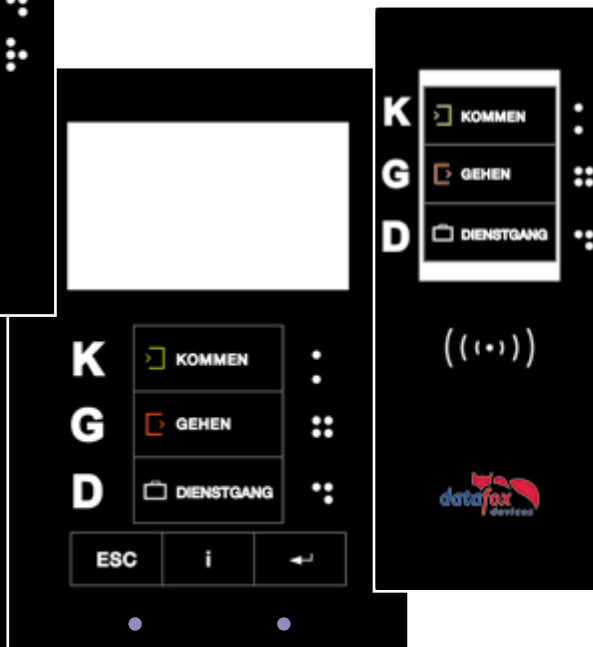 K KOMMEN
G GEHEN
D DIENSTGANG
ESC i
K KOMMEN
G GEHEN
D DIENSTGANG
datafox
devices